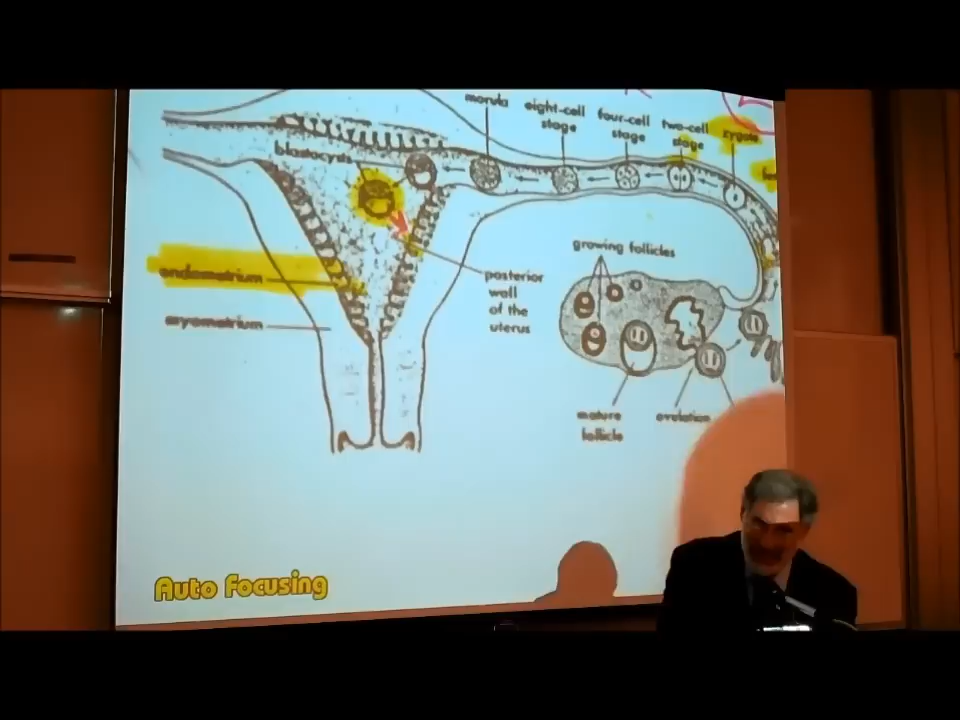 morula
eight-cell
stage
four-cell
stage
two-cell
stage
zygote
blastocysts
growing follicles
endometrium
posterior
wall
of the
uterus
myometrium
mature
follicle
ovulation
Auto Focusing